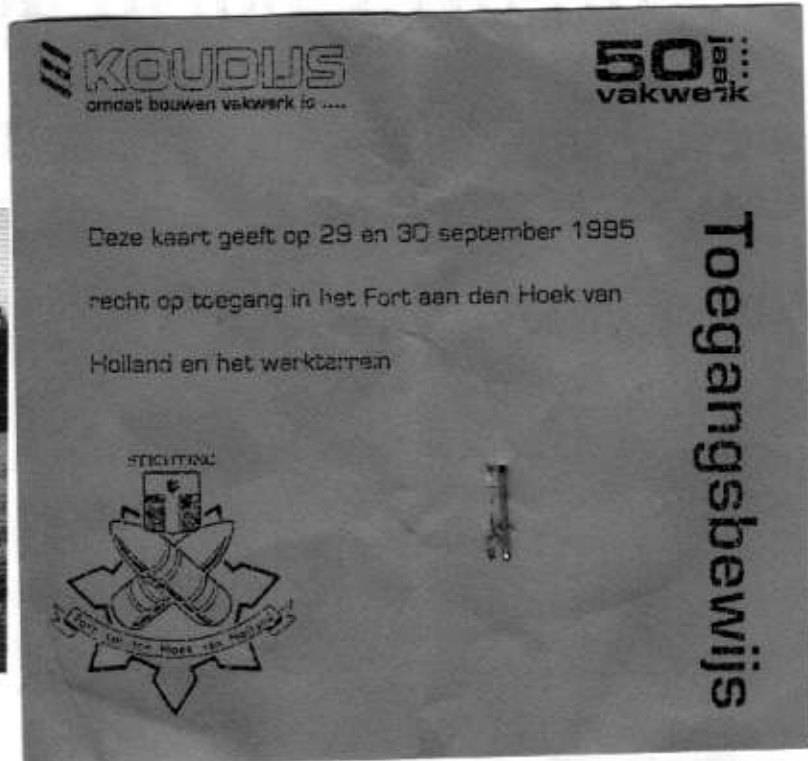 KOUDIJS
omdat bouwen vakwerk is ....
50 jaar ....
vakwerk
Deze kaart geeft op 29 en 30 september 1995
recht op toegang in het Fort aan den Hoek van
Holland en het werkterrein
Toegangsbewijs
STICHTING
Fort aan den Hoek van Holland